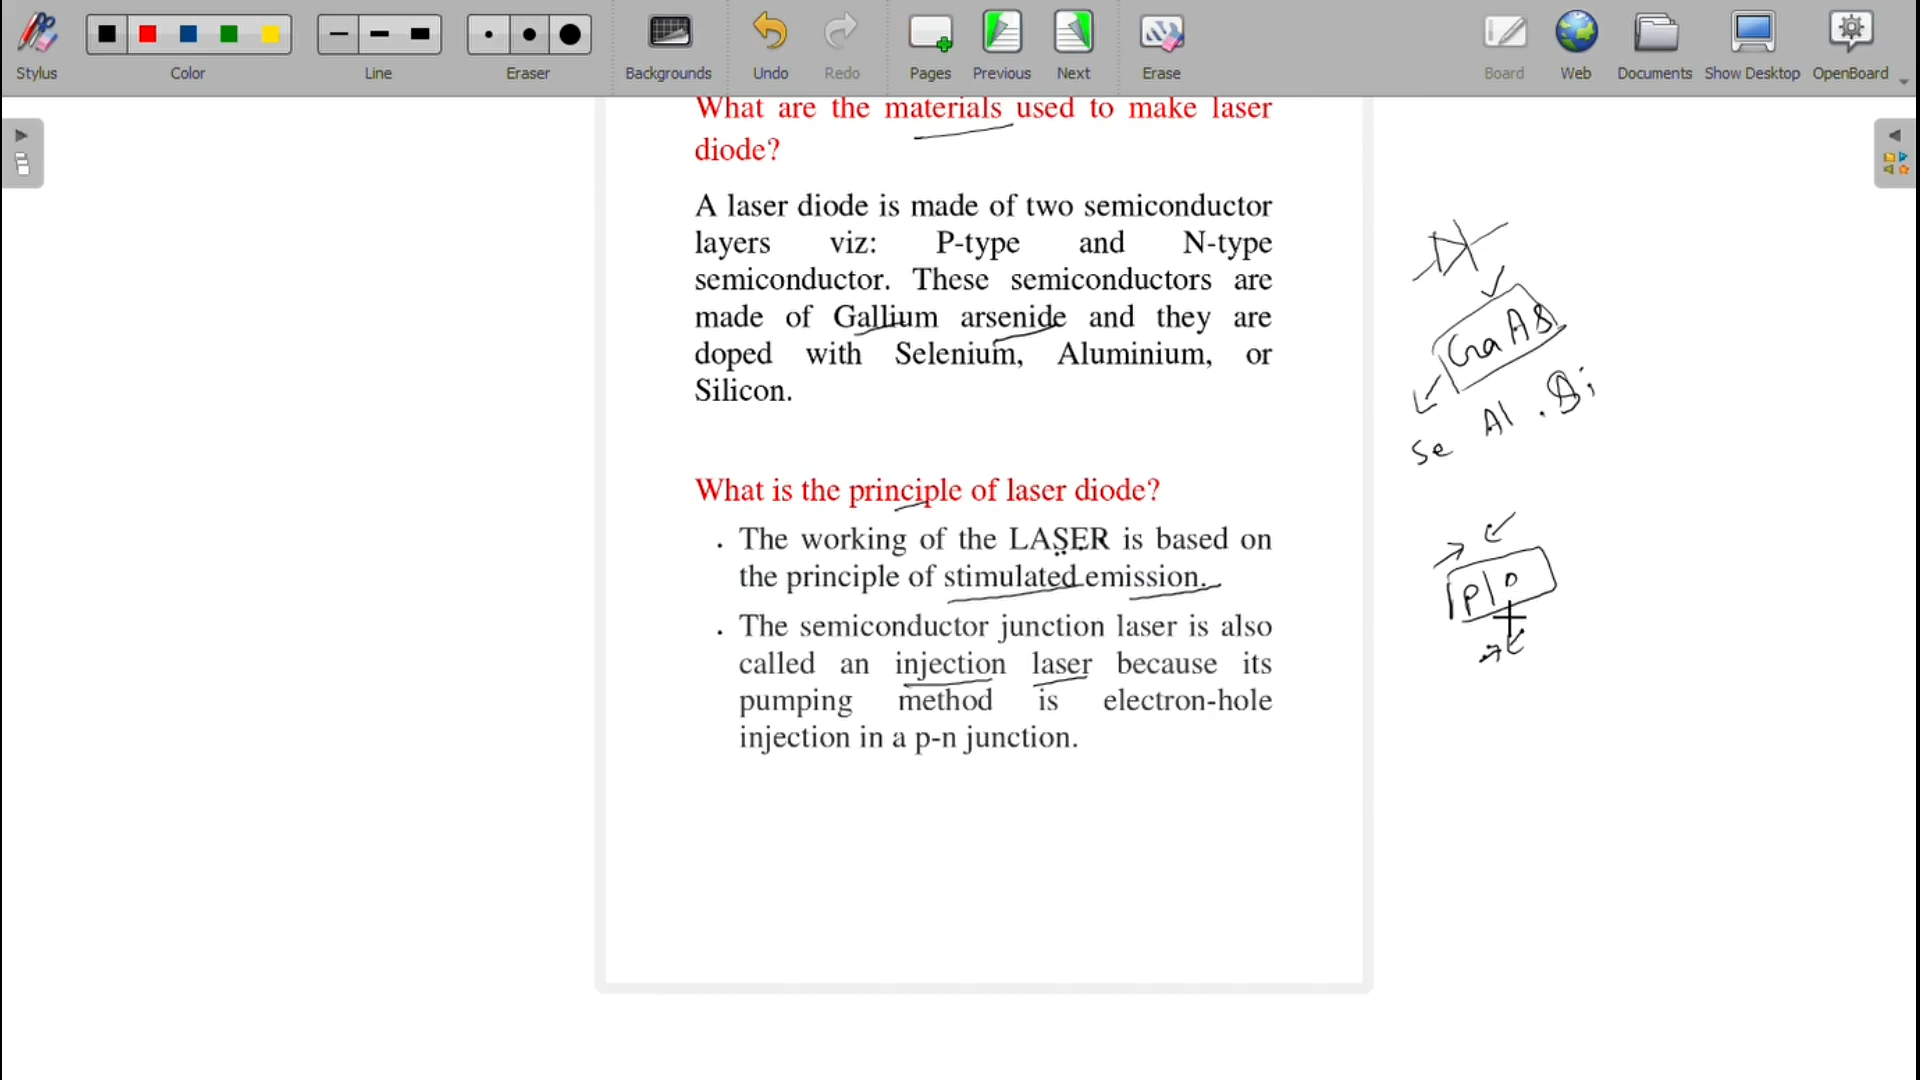 Stylus
Color
Line
Eraser
Backgrounds
Undo
Redo
Pages
Previous
Next
Erase
Board
Web
Documents
Show Desktop
OpenBoard
What are the materials used to make laser
diode?
A laser diode is made of two semiconductor
layers viz: P-type and N-type
semiconductor. These semiconductors are
made of Gallium arsenide and they are
doped with Selenium, Aluminium, or
Silicon.
GaAs
Se Al . Si
What is the principle of laser diode?
• The working of the LASER is based on
the principle of stimulated emission.
• The semiconductor junction laser is also
called an injection laser because its
pumping method is electron-hole
injection in a p-n junction.
P|n